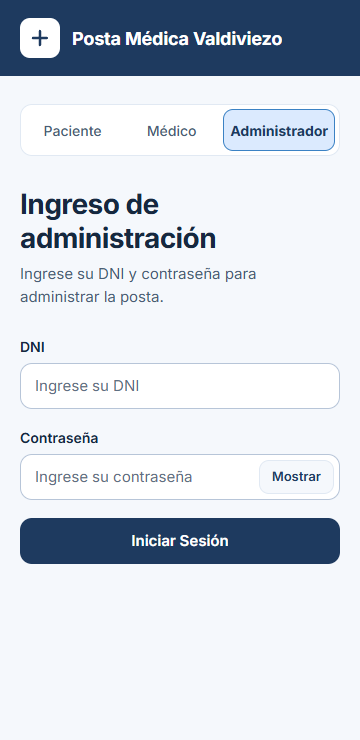 Posta Médica Valdiviezo
Paciente
Médico
Administrador
Ingreso de
administración
Ingrese su DNI y contraseña para
administrar la posta.
DNI
Ingrese su DNI
Contraseña
Ingrese su contraseña
Mostrar
Iniciar Sesión